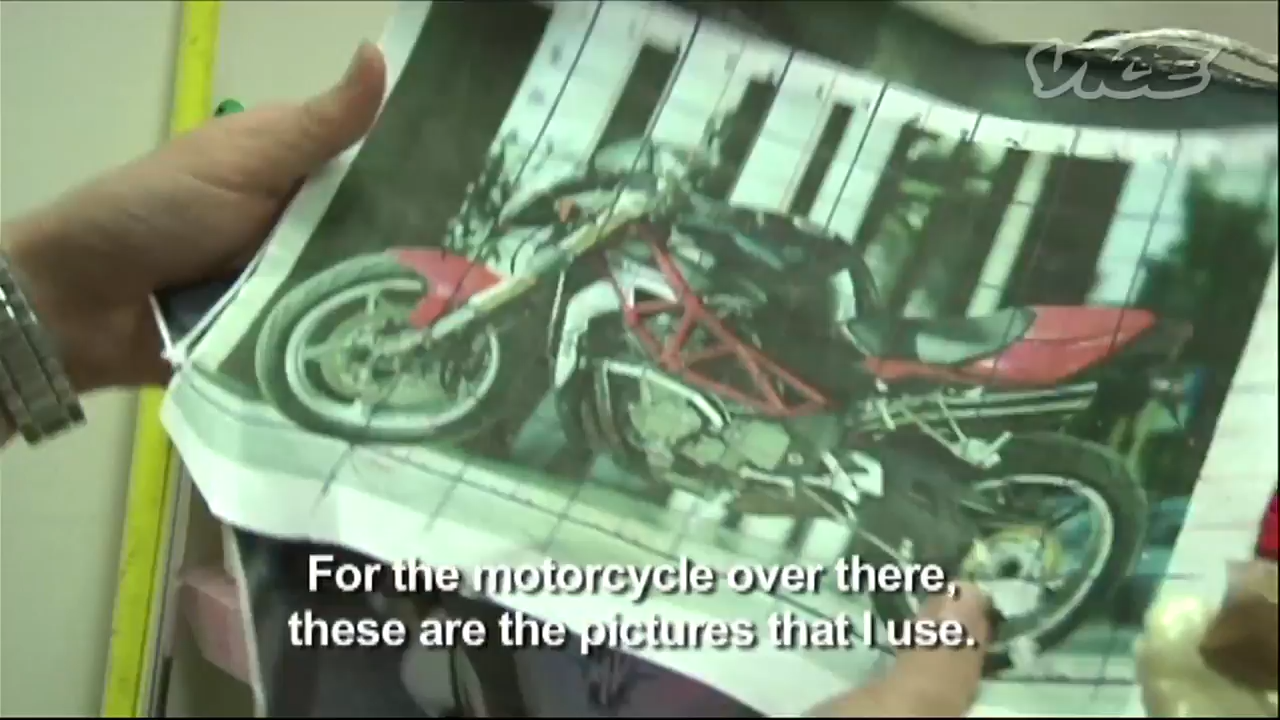 VICE
For the motorcycle over there,
these are the pictures that I use.